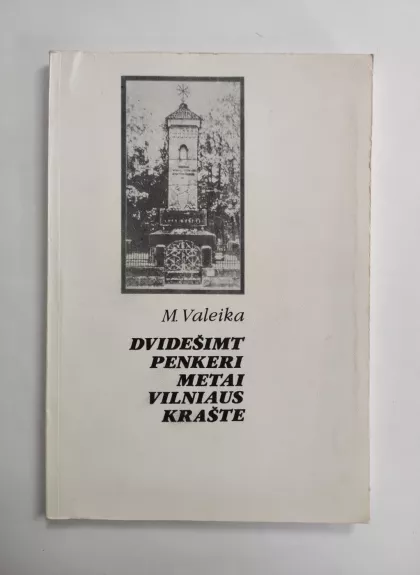 M. Valeika
DVIDEŠIMT
PENKERI
METAI
VILNIAUS
KRAŠTE